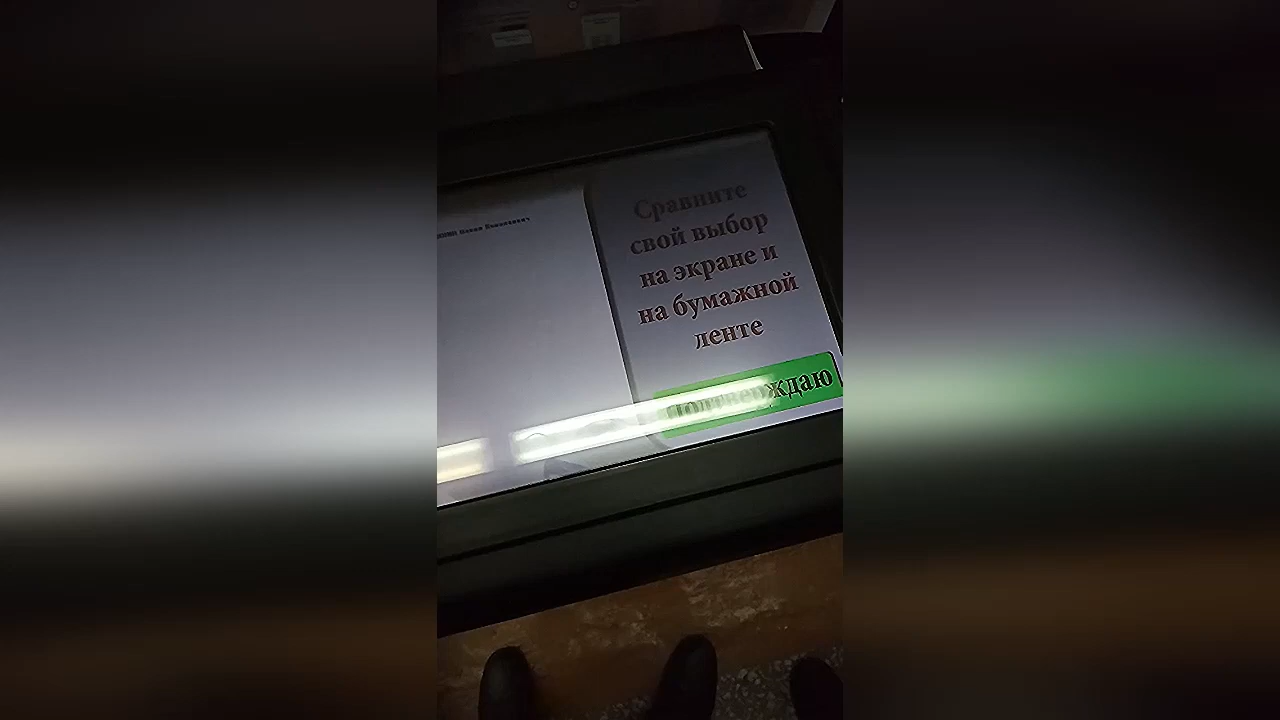 Сравните
свой выбор
на экране и
на бумажной
ленте
Подтверждаю